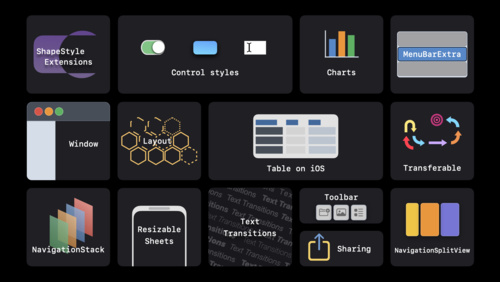 ShapeStyle
Extensions
Control styles
Charts
MenuBarExtra
Window
Layout
Table on iOS
Transferable
NavigationStack
Resizable
Sheets
Text
Transitions
Toolbar
Sharing
NavigationSplitView